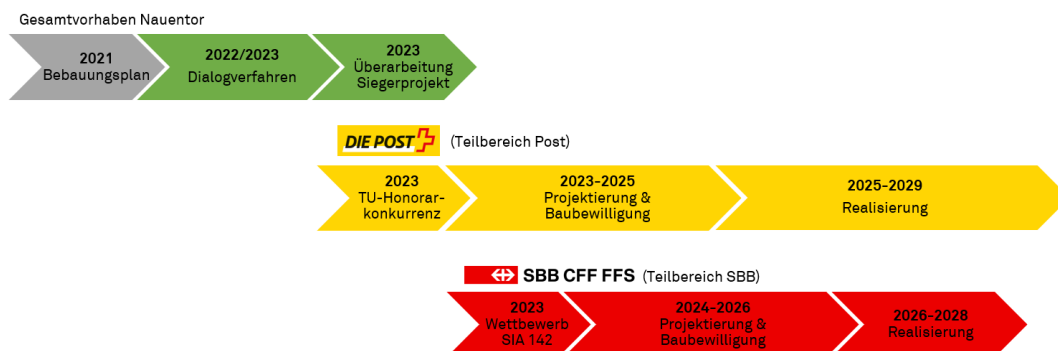 Gesamtvorhaben Nauentor
2021
Bebauungsplan
2022/2023
Dialogverfahren
2023
Überarbeitung
Siegerprojekt
DIE POST (Teilbereich Post)
2023
TU-Honorar-
konkurrenz
2023-2025
Projektierung &
Baubewilligung
2025-2029
Realisierung
SBB CFF FFS (Teilbereich SBB)
2023
Wettbewerb
SIA 142
2024-2026
Projektierung &
Baubewilligung
2026-2028
Realisierung